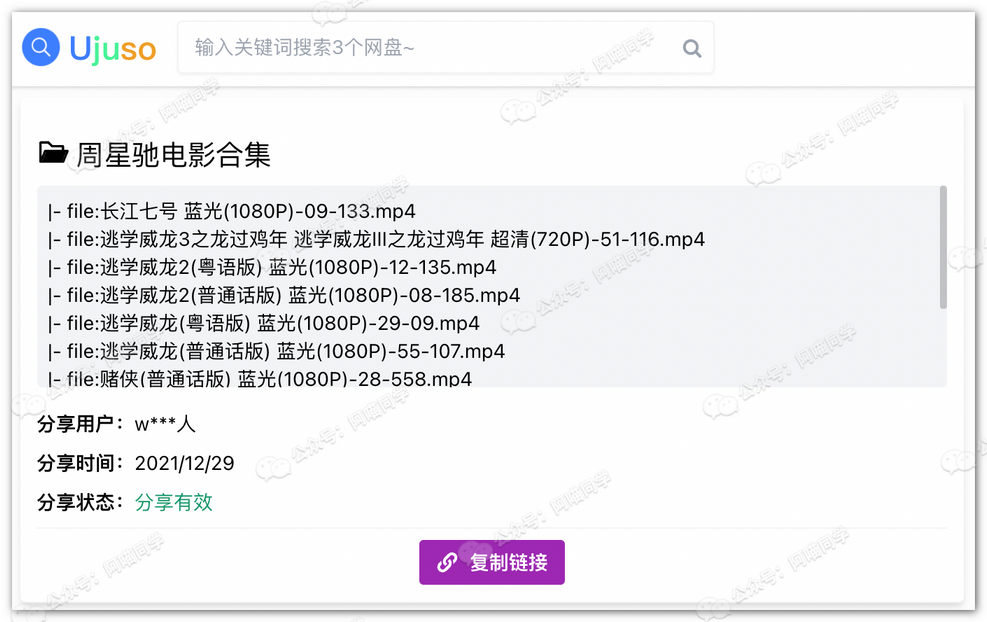 Ujuso
输入关键词搜索3个网盘~
周星驰电影合集
|- file:长江七号 蓝光(1080P)-09-133.mp4
|- file:逃学威龙3之龙过鸡年 逃学威龙III之龙过鸡年 超清(720P)-51-116.mp4
|- file:逃学威龙2(粤语版) 蓝光(1080P)-12-135.mp4
|- file:逃学威龙2(普通话版) 蓝光(1080P)-08-185.mp4
|- file:逃学威龙(粤语版) 蓝光(1080P)-29-09.mp4
|- file:逃学威龙(普通话版) 蓝光(1080P)-55-107.mp4
|- file:赌侠(普通话版) 蓝光(1080P)-28-558.mp4
分享用户：w***人
分享时间：2021/12/29
分享状态：分享有效
复制链接
公众号：阿喵同学